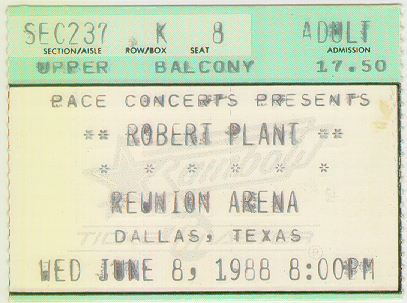 SEC237 K 8 ADULT
SECTION/AISLE ROW/BOX SEAT ADMISSION
UPPER BALCONY 17.50
PACE CONCERTS PRESENTS
** ROBERT PLANT **
* * * * * *
REUNION ARENA
DALLAS, TEXAS
WED JUNE 8, 1988 8:00PM